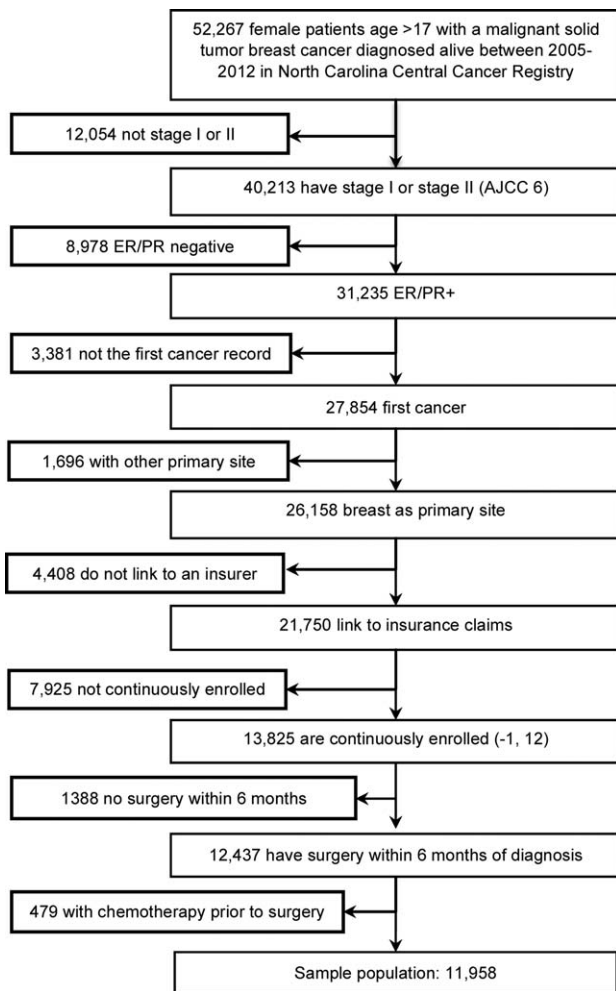 52,267 female patients age >17 with a malignant solid
tumor breast cancer diagnosed alive between 2005-
2012 in North Carolina Central Cancer Registry
12,054 not stage I or II
40,213 have stage I or stage II (AJCC 6)
8,978 ER/PR negative
31,235 ER/PR+
3,381 not the first cancer record
27,854 first cancer
1,696 with other primary site
26,158 breast as primary site
4,408 do not link to an insurer
21,750 link to insurance claims
7,925 not continuously enrolled
13,825 are continuously enrolled (-1, 12)
1388 no surgery within 6 months
12,437 have surgery within 6 months of diagnosis
479 with chemotherapy prior to surgery
Sample population: 11,958